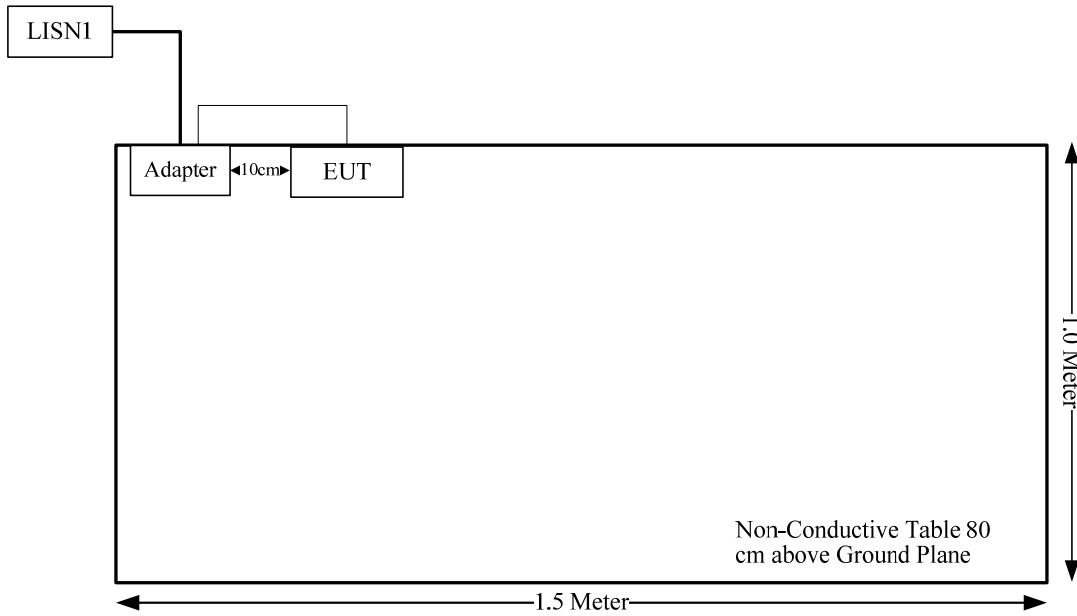 LISN1
Adapter
10cm
EUT
1.0 Meter
Non-Conductive Table 80
cm above Ground Plane
1.5 Meter